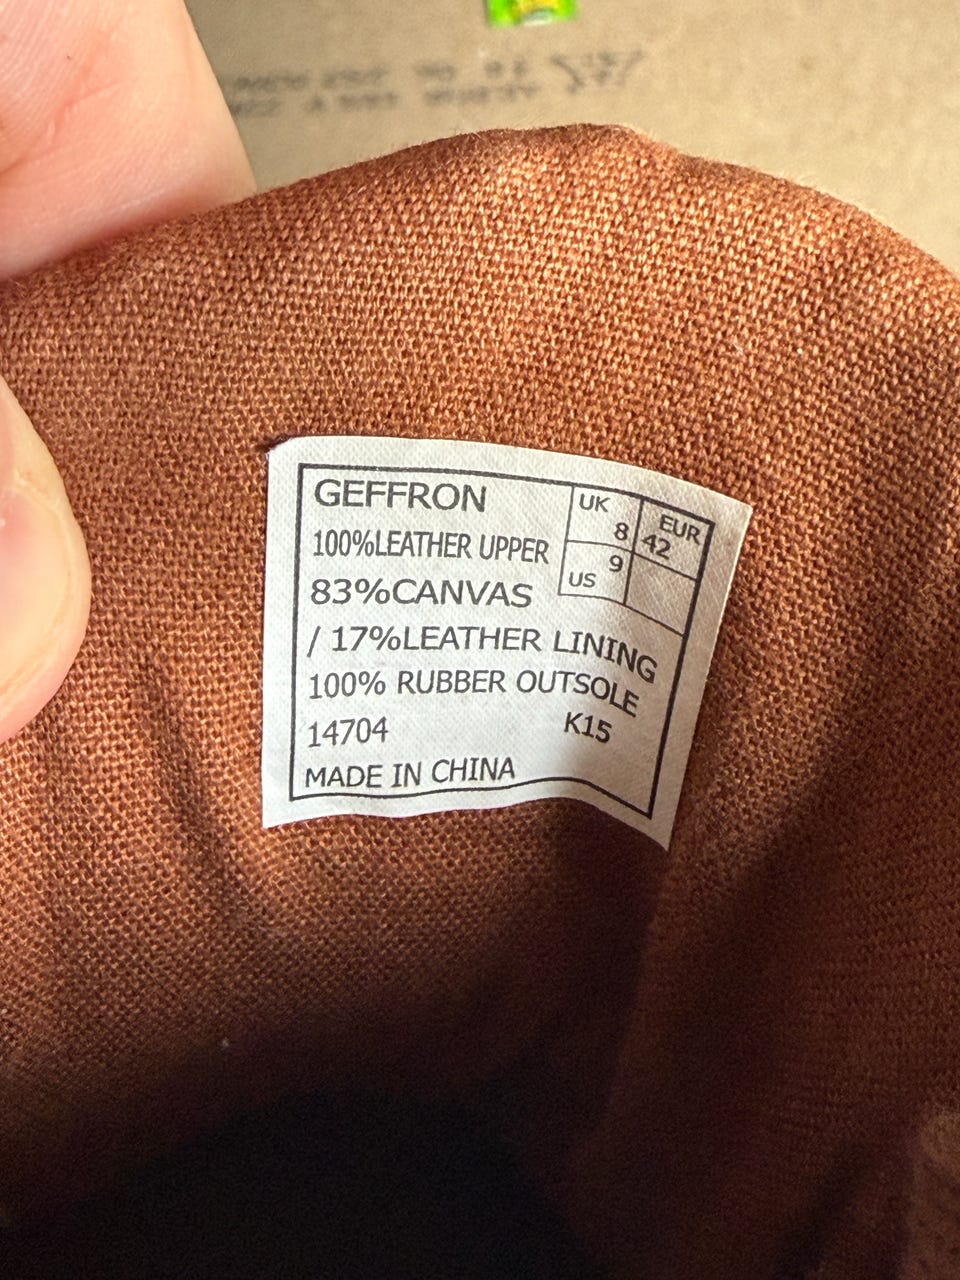 GEFFRON
UK 8
EUR 42
9 US
100%LEATHER UPPER
83%CANVAS
/ 17%LEATHER LINING
100% RUBBER OUTSOLE
14704 K15
MADE IN CHINA